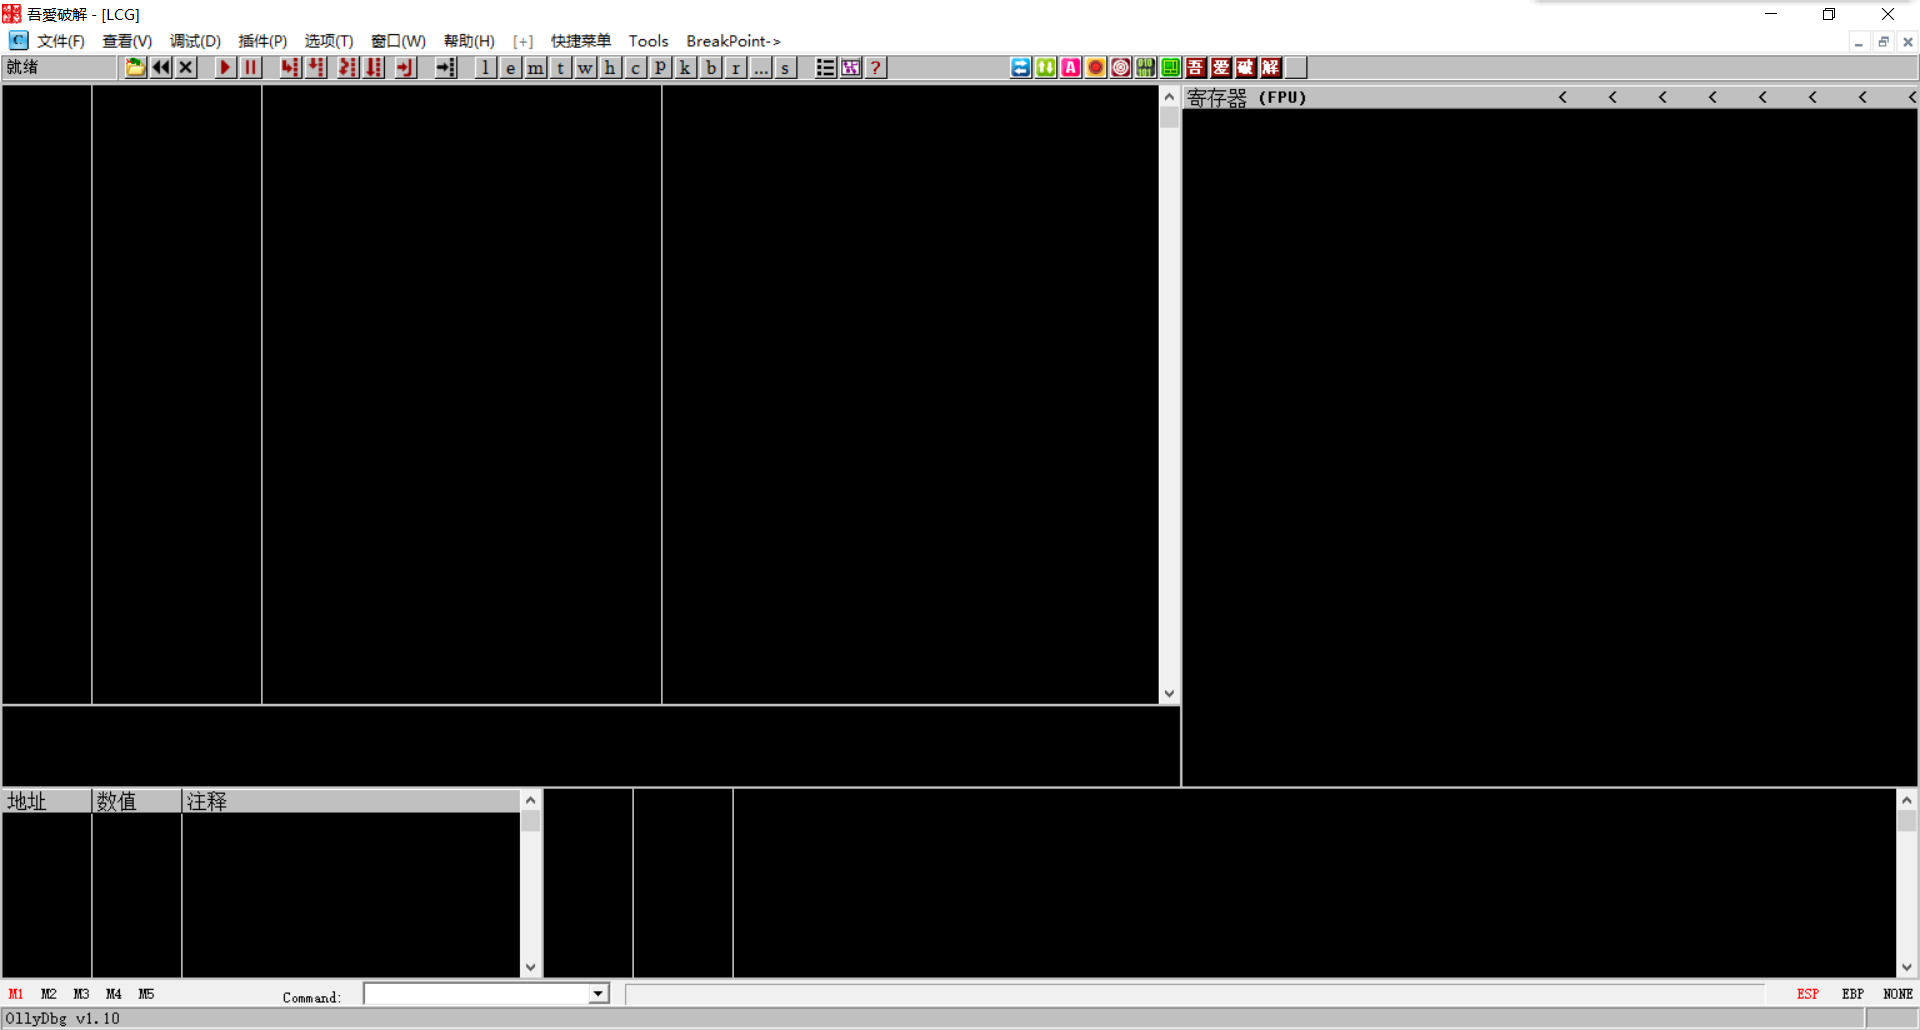 吾愛破解 - [LCG]
文件(F) 查看(V) 调试(D) 插件(P) 选项(T) 窗口(W) 帮助(H) [+] 快捷菜单 Tools BreakPoint->
就绪 l e m t w h c p k b r ... s ? A 吾 爱 破 解
寄存器 (FPU) < < < < < < < <
地址 数值 注释
M1 M2 M3 M4 M5 Command: ESP EBP NONE
OllyDbg v1.10